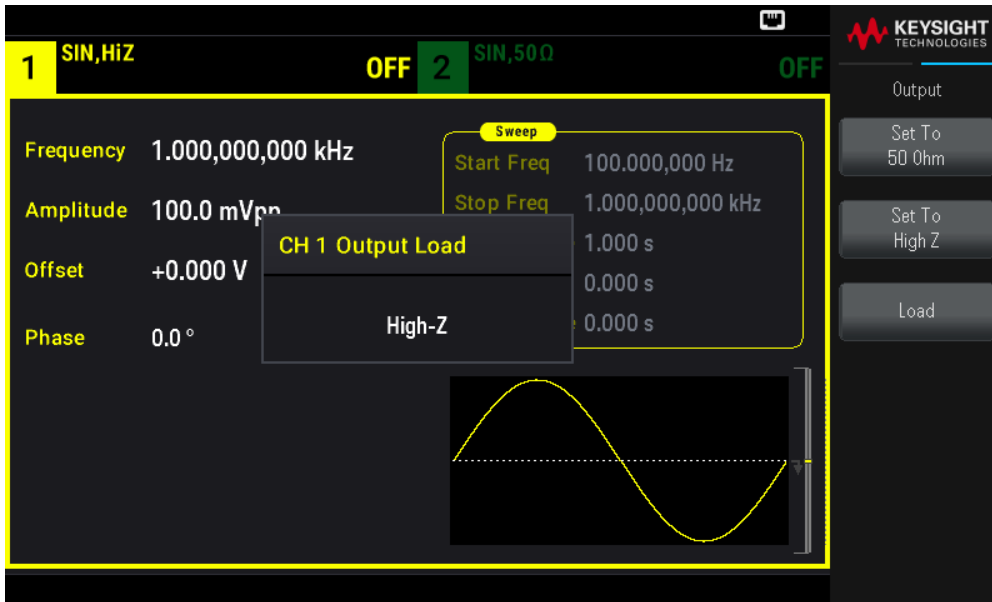 KEYSIGHT
TECHNOLOGIES
1 SIN,HiZ OFF 2 SIN,50Ω OFF
Output
Sweep
Set To
50 Ohm
Frequency 1.000,000,000 kHz
Start Freq 100.000,000 Hz
Amplitude 100.0 mVpp
Stop Freq 1.000,000,000 kHz
Set To
High Z
CH 1 Output Load
1.000 s
Offset +0.000 V
0.000 s
High-Z
0.000 s
Load
Phase 0.0 °